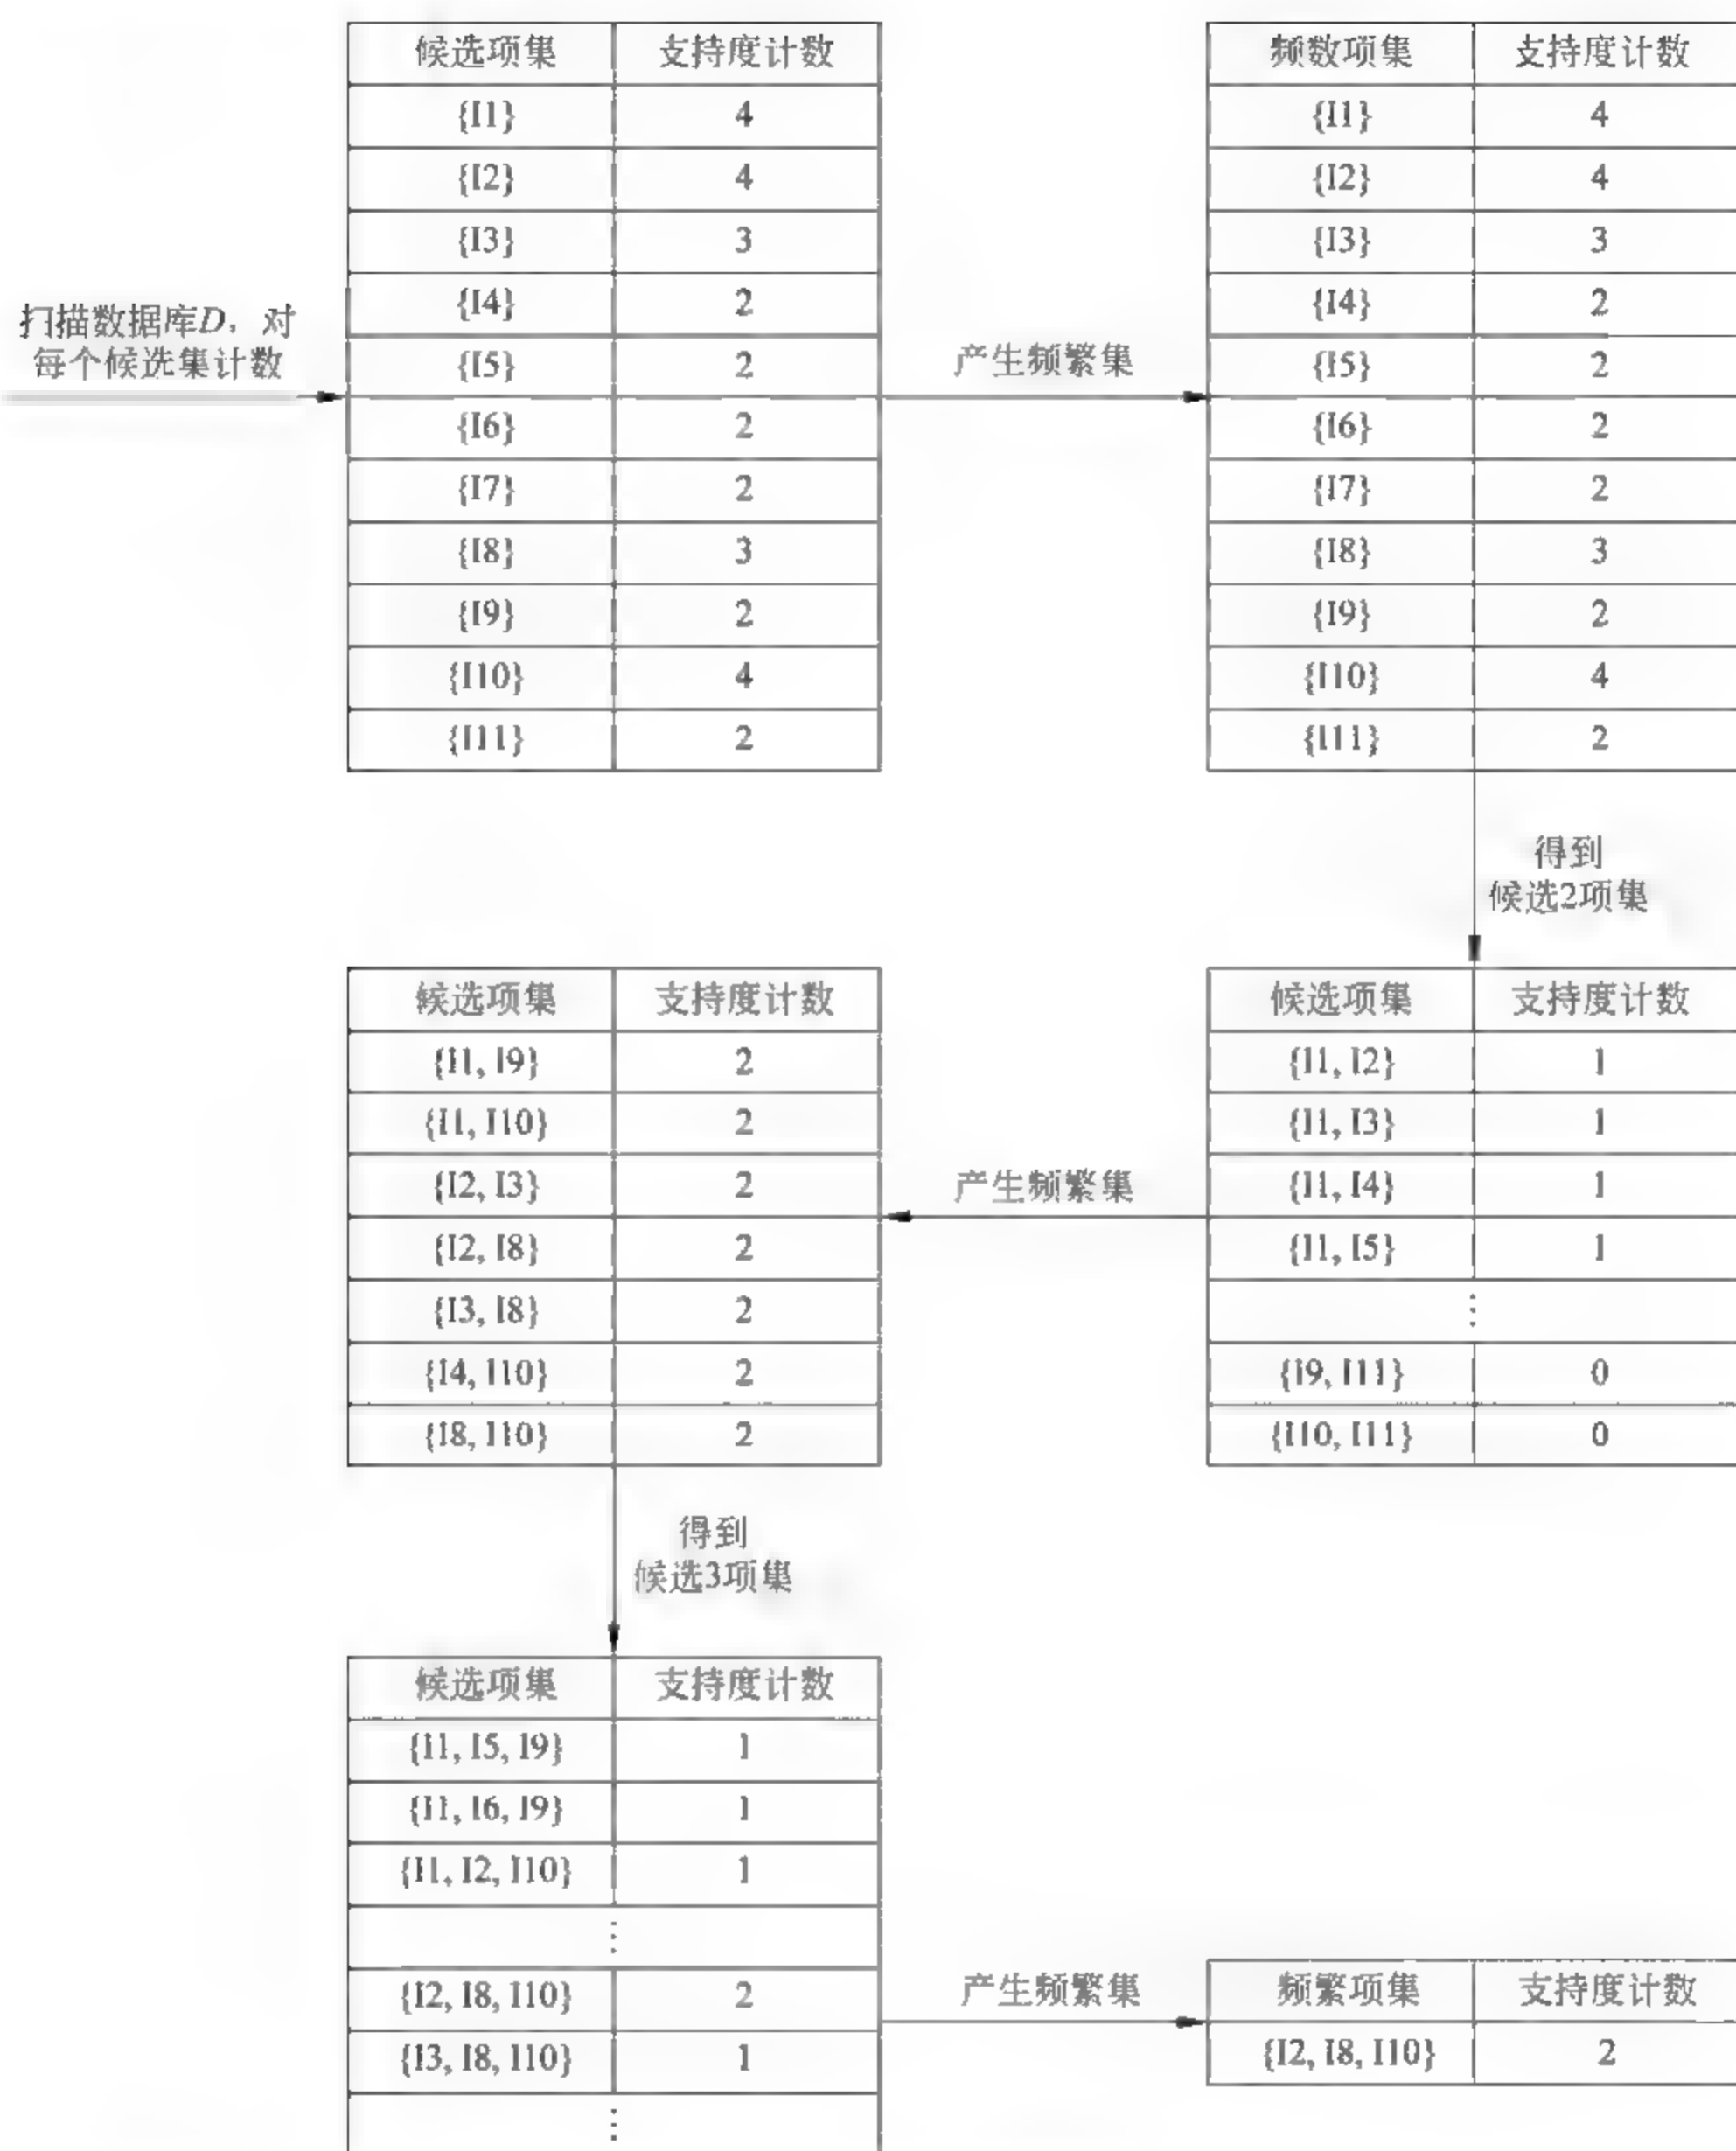 候选项集 支持度计数
{I1} 4
{I2} 4
{I3} 3
{I4} 2
{I5} 2
{I6} 2
{I7} 2
{I8} 3
{I9} 2
{I10} 4
{I11} 2
扫描数据库D，对
每个候选集计数
产生频繁集
频数项集 支持度计数
{I1} 4
{I2} 4
{I3} 3
{I4} 2
{I5} 2
{I6} 2
{I7} 2
{I8} 3
{I9} 2
{I10} 4
{I11} 2
得到
候选2项集
候选项集 支持度计数
{I1, I2} 1
{I1, I3} 1
{I1, I4} 1
{I1, I5} 1
⋮
{I9, I11} 0
{I10, I11} 0
产生频繁集
候选项集 支持度计数
{I1, I9} 2
{I1, I10} 2
{I2, I3} 2
{I2, I8} 2
{I3, I8} 2
{I4, I10} 2
{I8, I10} 2
得到
候选3项集
候选项集 支持度计数
{I1, I5, I9} 1
{I1, I6, I9} 1
{I1, I2, I10} 1
⋮
{I2, I8, I10} 2
{I3, I8, I10} 1
⋮
产生频繁集
频繁项集 支持度计数
{I2, I8, I10} 2